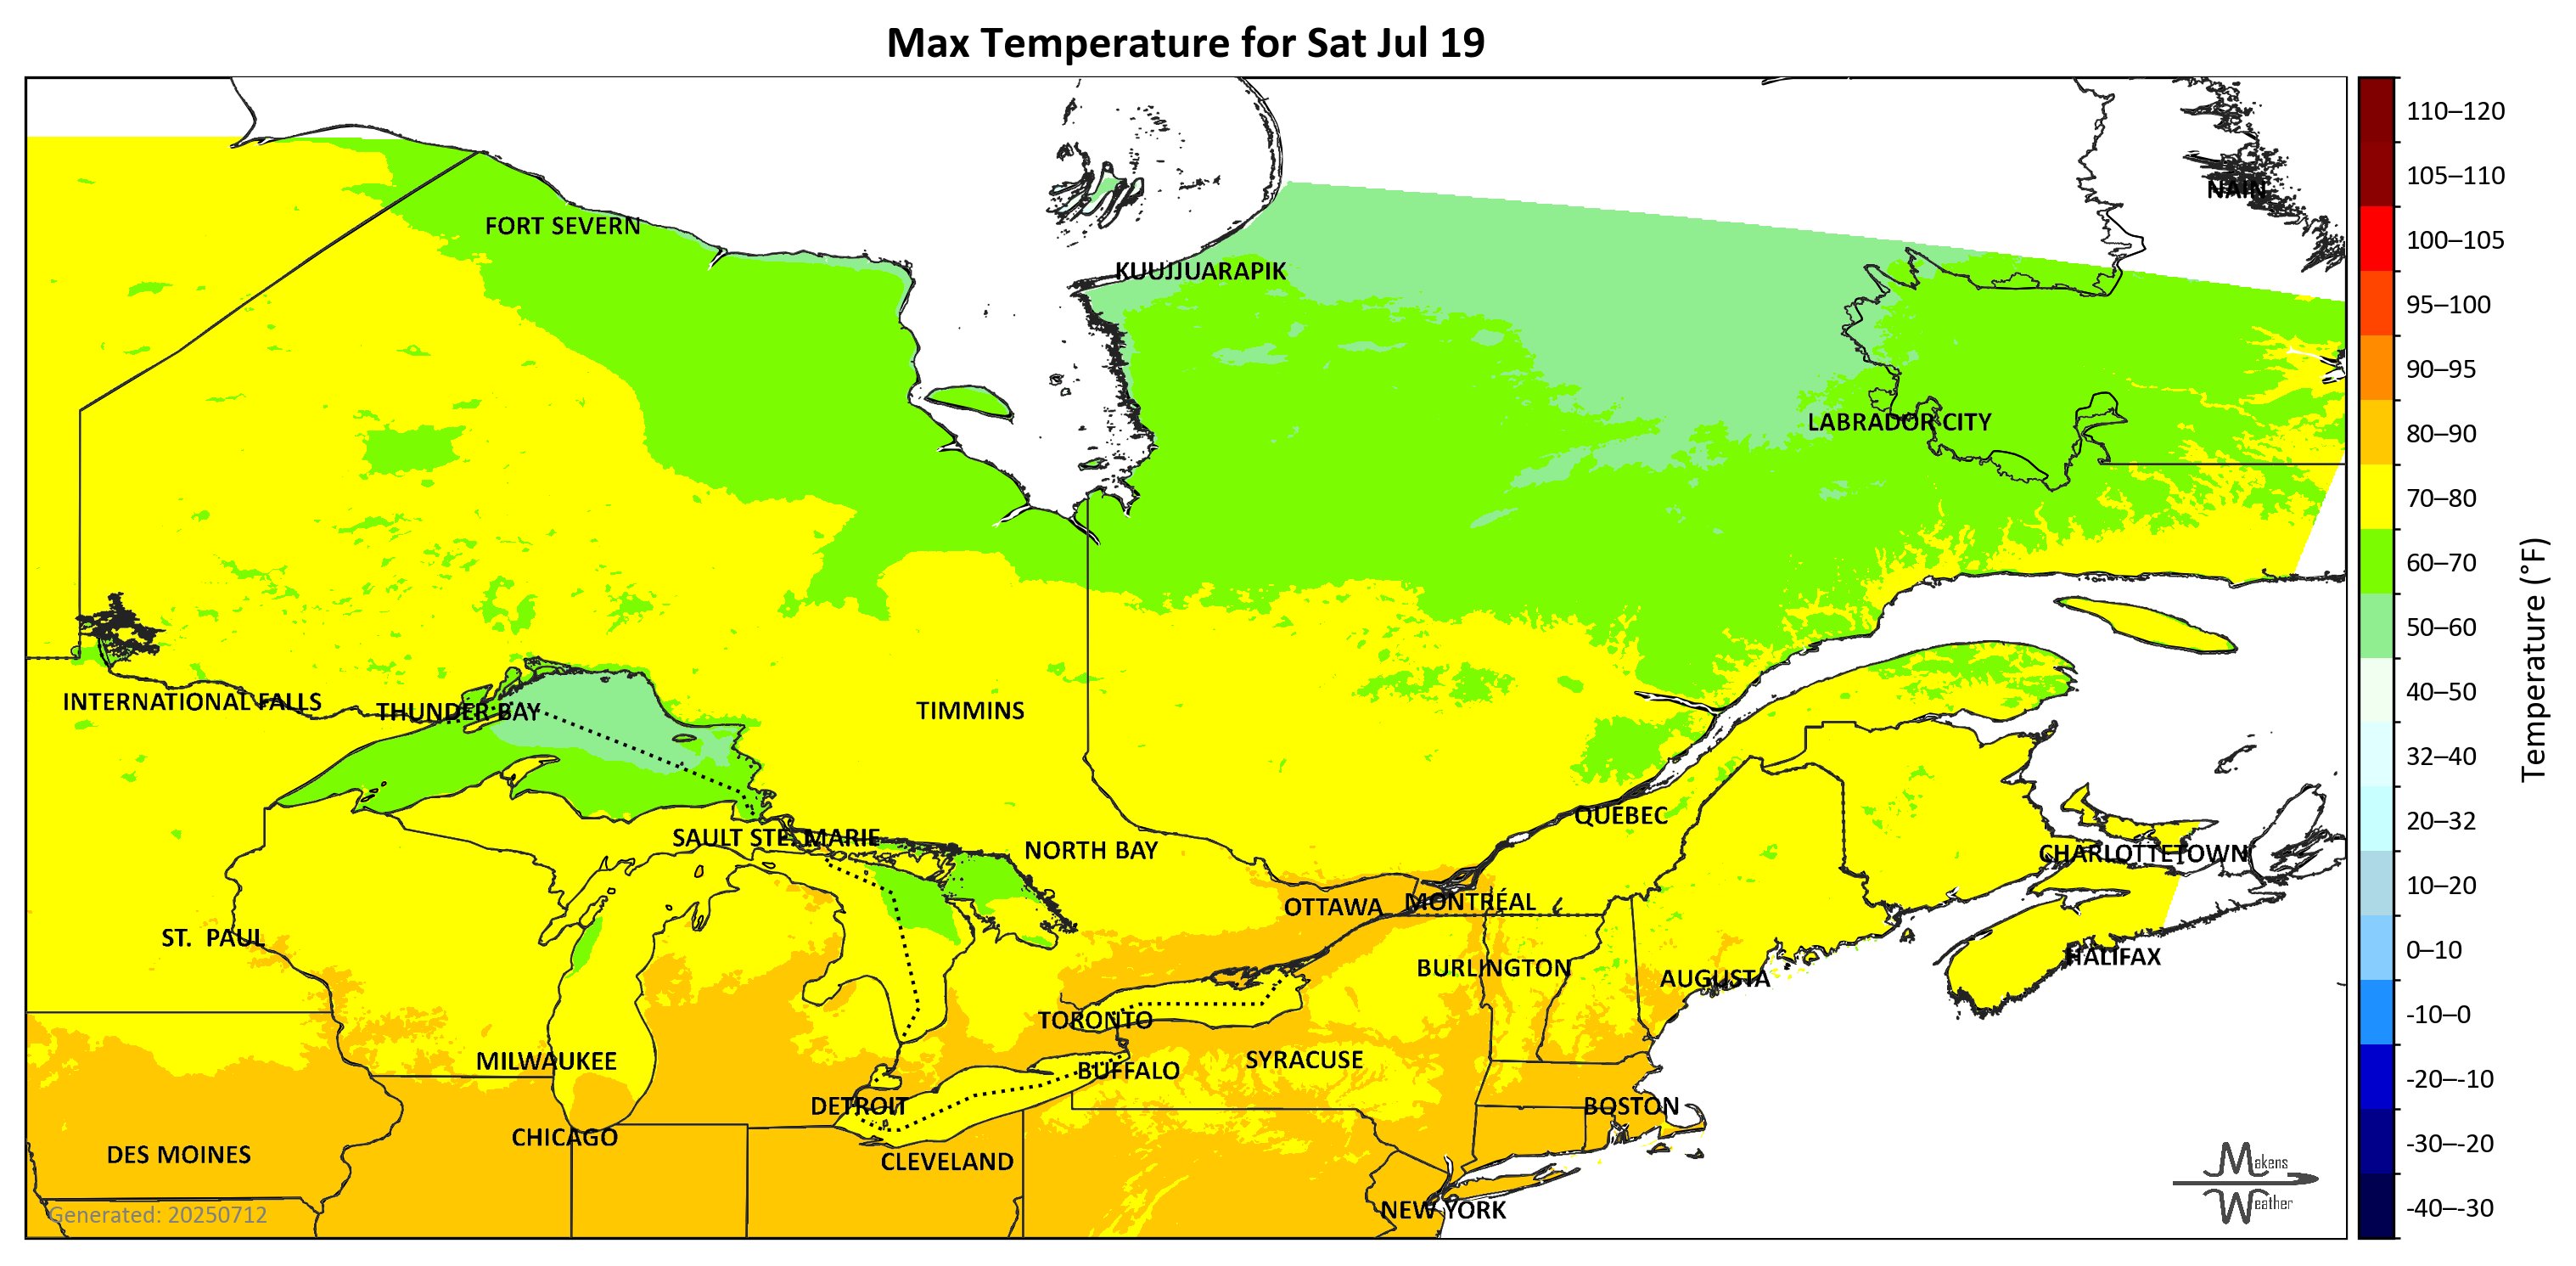 Max Temperature for Sat Jul 19
110–120
105–110
100–105
95–100
90–95
80–90
70–80
60–70
50–60
40–50
32–40
20–32
10–20
0–10
-10–0
-20–-10
-30–-20
-40–-30
Temperature (°F)
NAIN
FORT SEVERN
KUUJJUARAPIK
LABRADOR CITY
INTERNATIONAL FALLS
THUNDER BAY
TIMMINS
QUÉBEC
SAULT STE. MARIE
NORTH BAY
CHARLOTTETOWN
OTTAWA
MONTRÉAL
ST. PAUL
HALIFAX
BURLINGTON
AUGUSTA
TORONTO
MILWAUKEE
SYRACUSE
BUFFALO
DETROIT
BOSTON
CHICAGO
DES MOINES
CLEVELAND
NEW YORK
Generated: 20250712
Makens
Weather